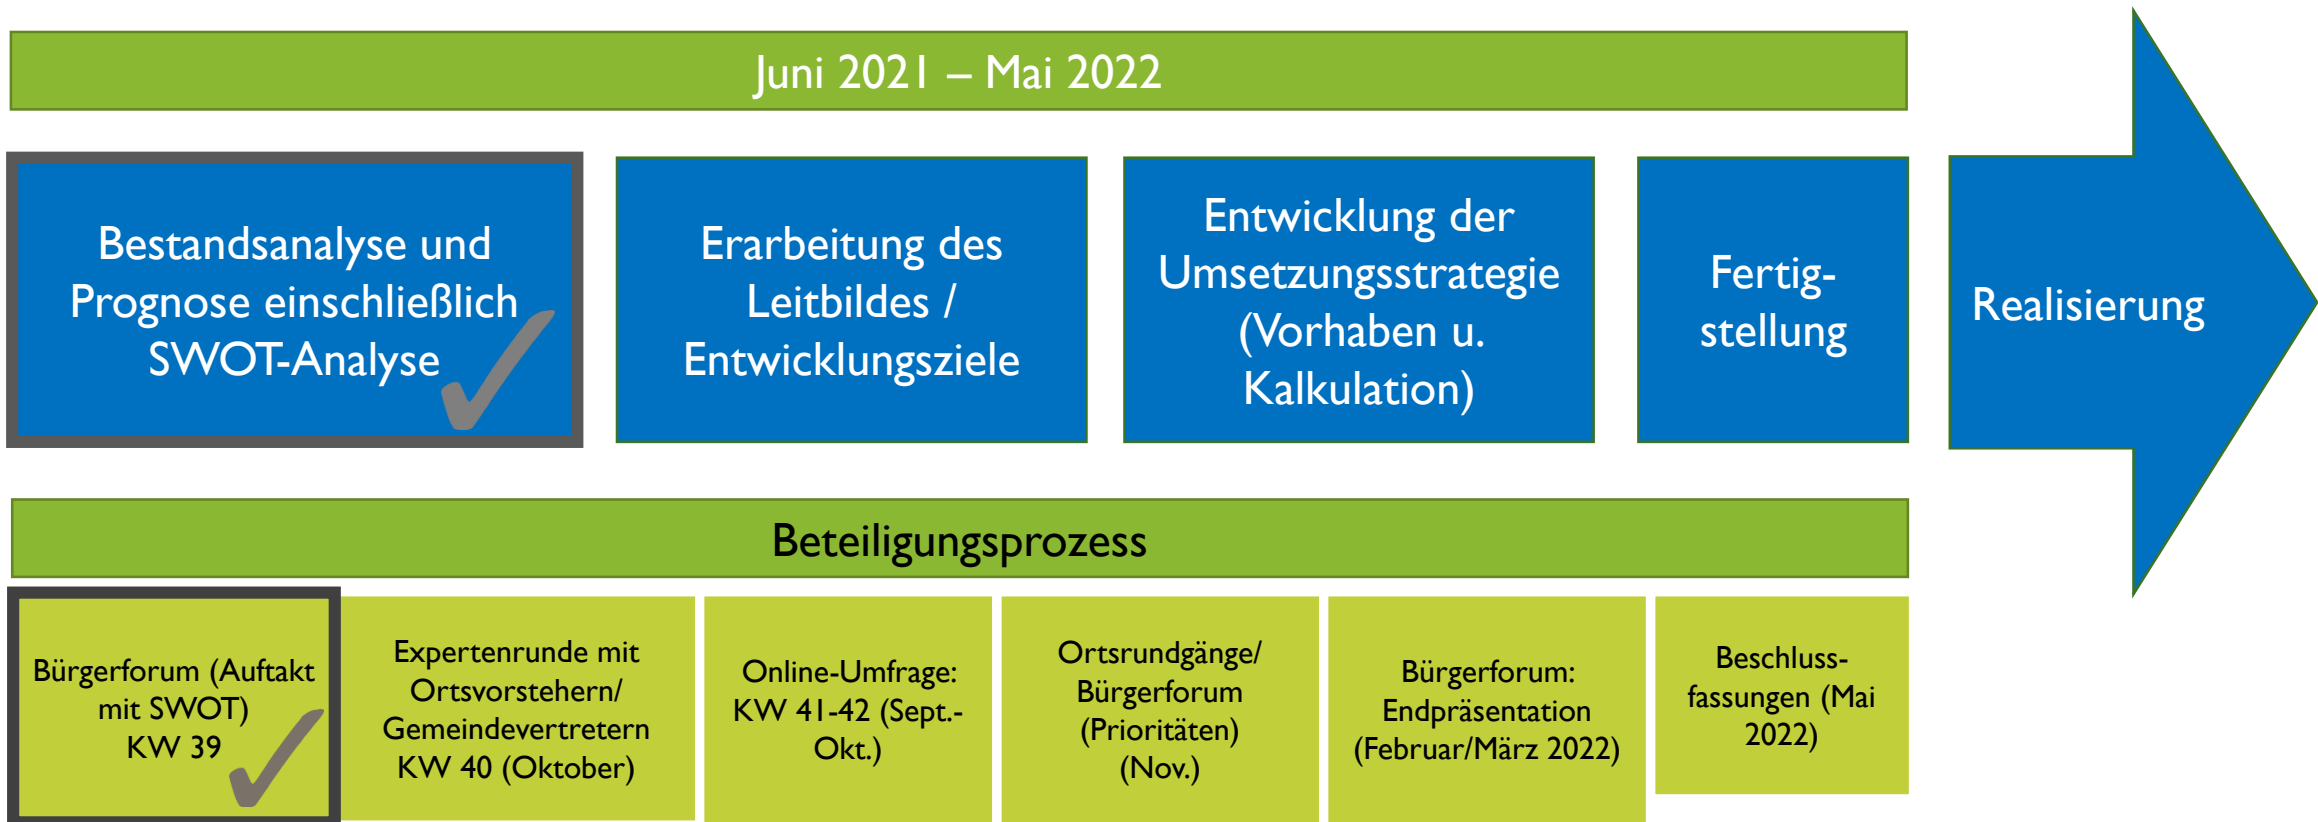 Juni 2021 – Mai 2022
Bestandsanalyse und
Prognose einschließlich
SWOT-Analyse
Erarbeitung des
Leitbildes /
Entwicklungsziele
Entwicklung der
Umsetzungsstrategie
(Vorhaben u.
Kalkulation)
Fertig-
stellung
Realisierung
Beteiligungsprozess
Bürgerforum (Auftakt
mit SWOT)
KW 39
Expertenrunde mit
Ortsvorstehern/
Gemeindevertretern
KW 40 (Oktober)
Online-Umfrage:
KW 41-42 (Sept.-
Okt.)
Ortsrundgänge/
Bürgerforum
(Prioritäten)
(Nov.)
Bürgerforum:
Endpräsentation
(Februar/März 2022)
Beschluss-
fassungen (Mai
2022)